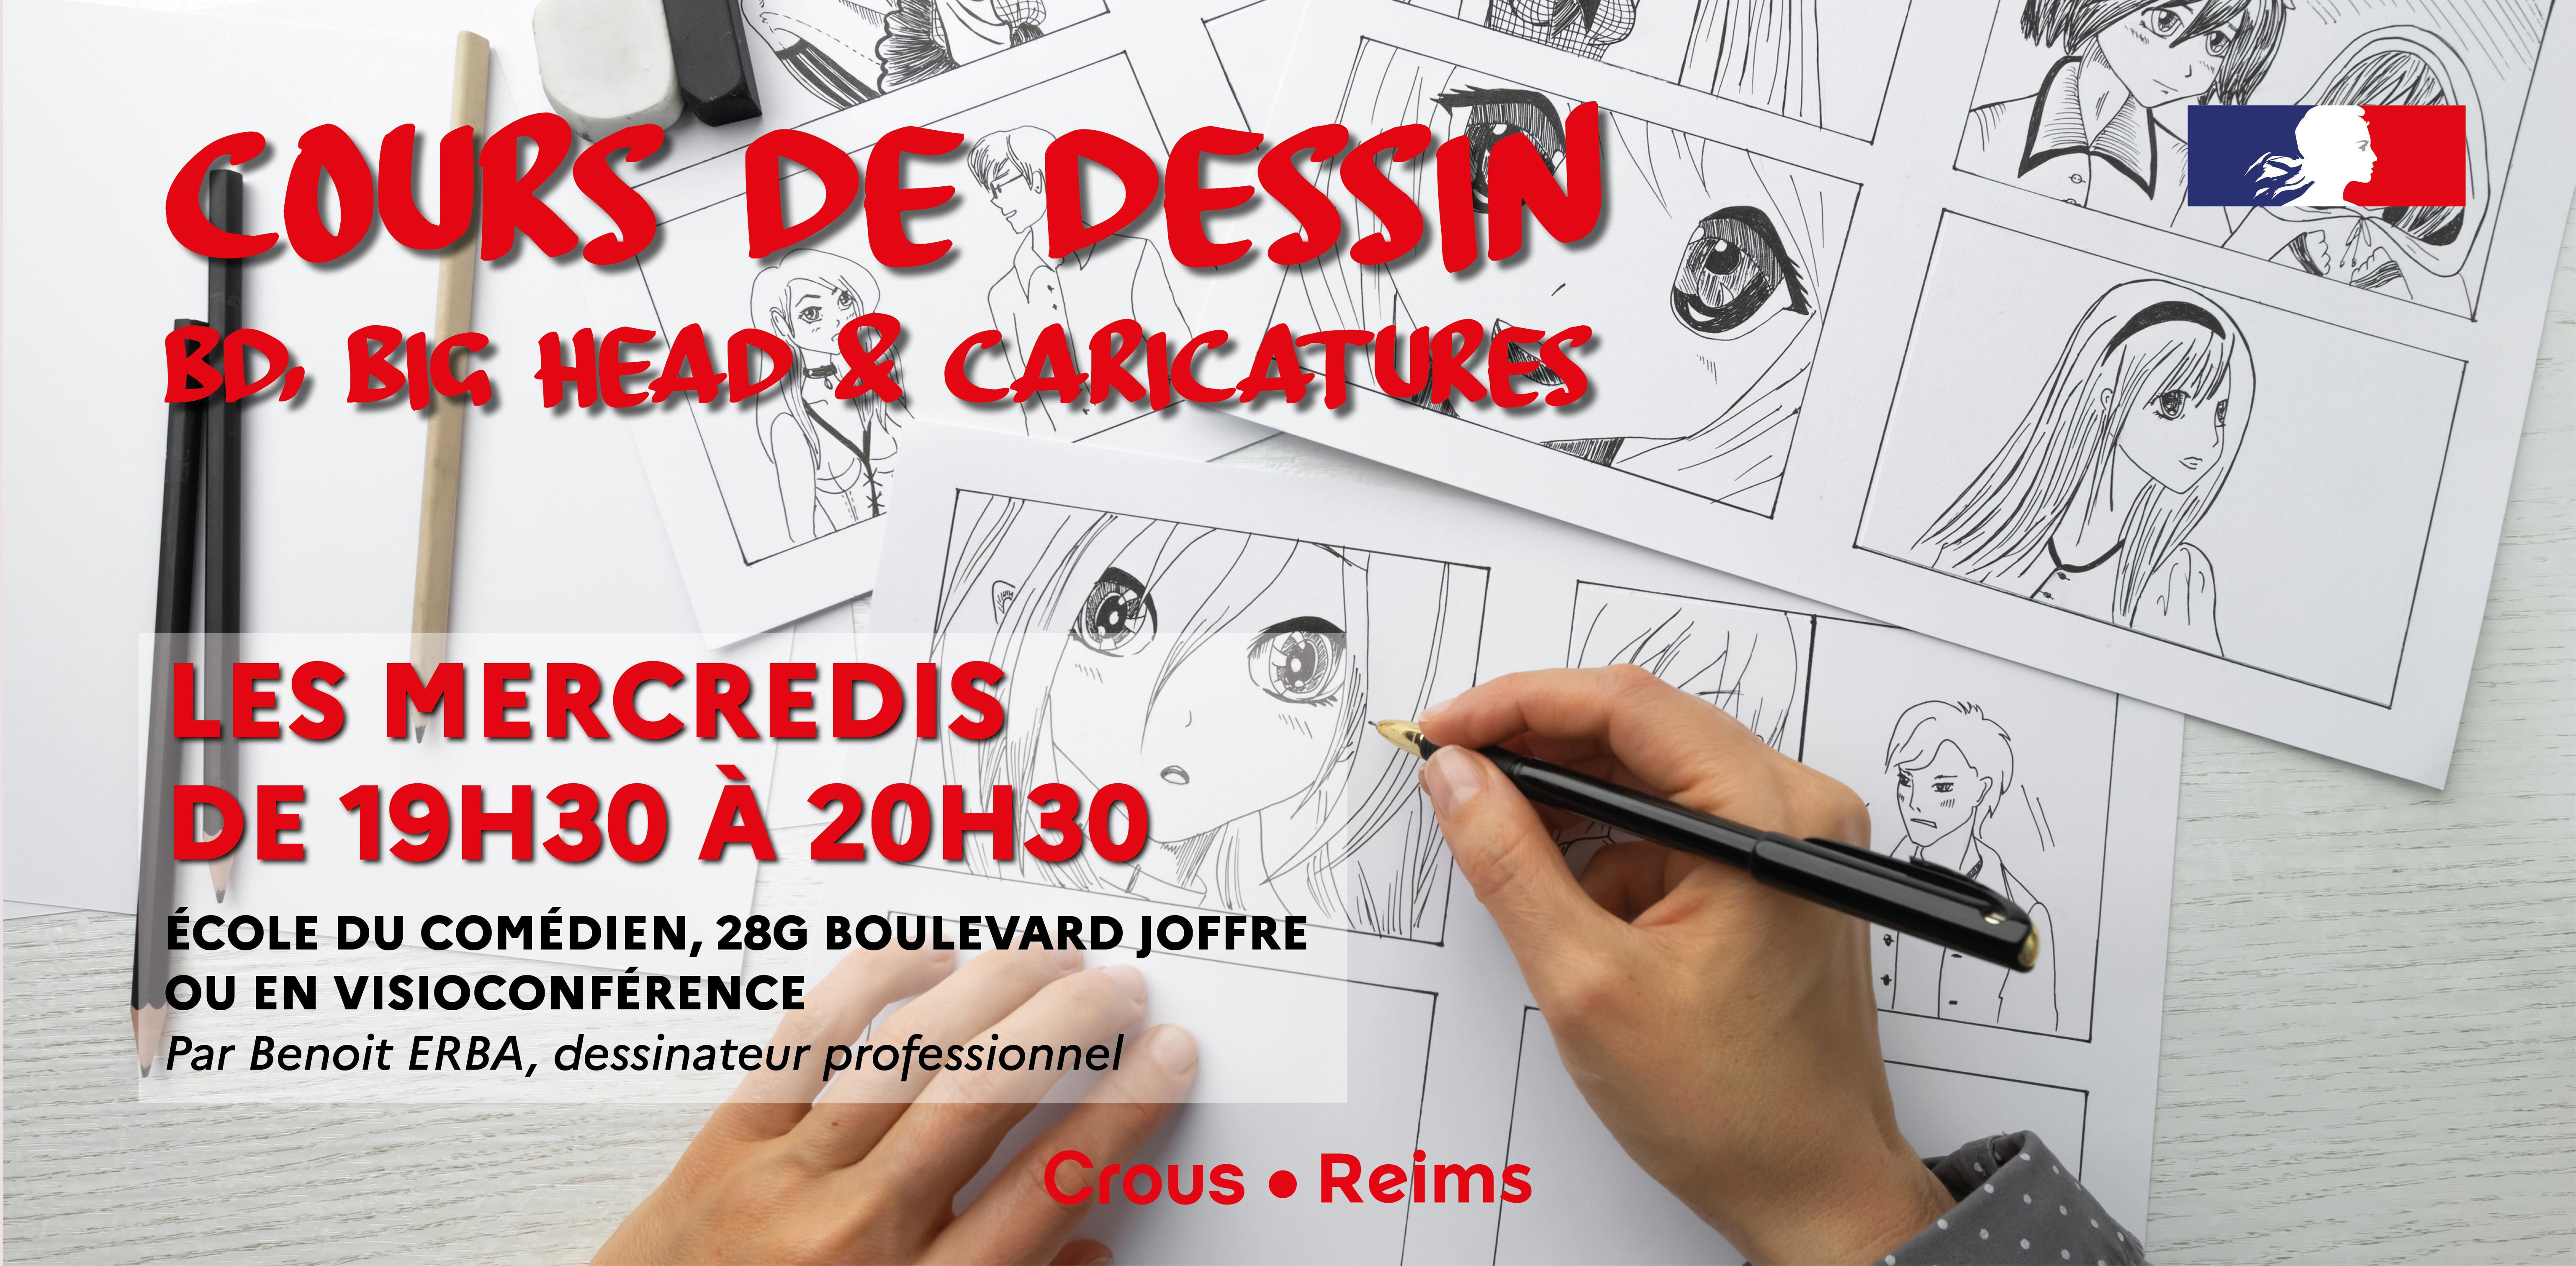 COURS DE DESSIN
BD, BIG HEAD & CARICATURES
LES MERCREDIS
DE 19H30 À 20H30
ÉCOLE DU COMÉDIEN, 28G BOULEVARD JOFFRE
OU EN VISIOCONFÉRENCE
Par Benoit ERBA, dessinateur professionnel
Crous • Reims